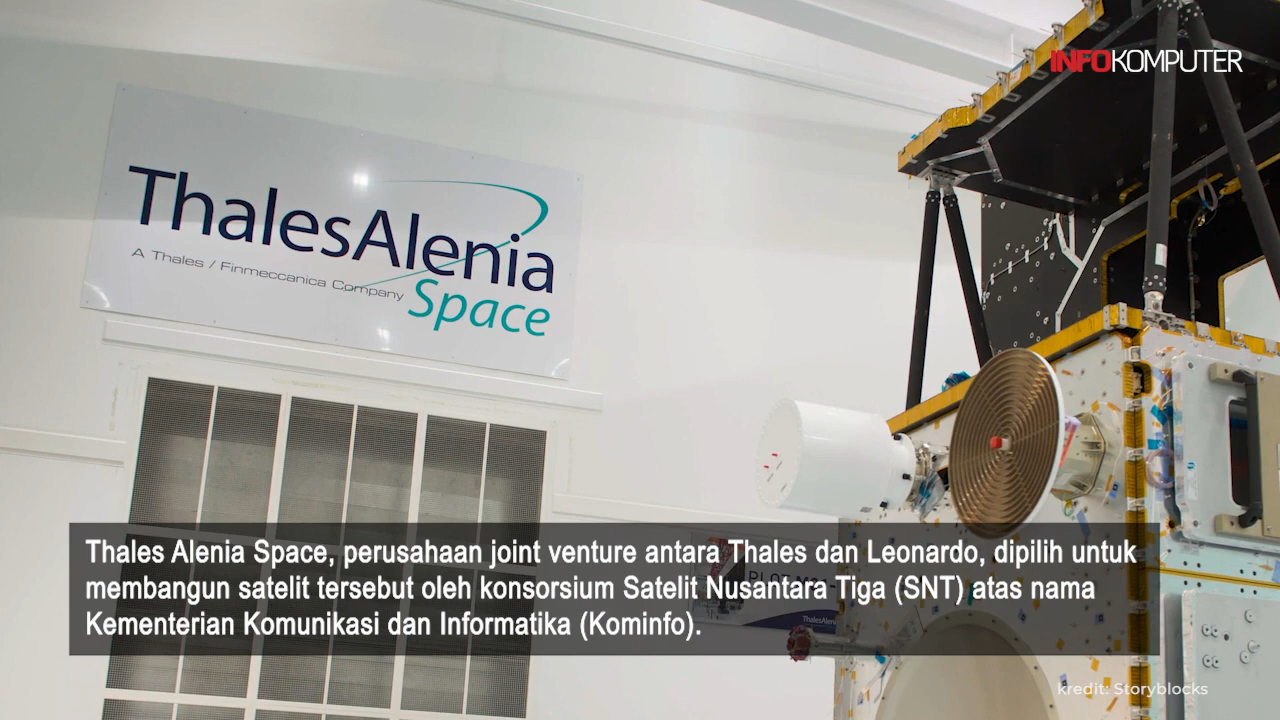 INFOKOMPUTER
ThalesAlenia
A Thales / Finmeccanica Company
Space
Thales Alenia Space, perusahaan joint venture antara Thales dan Leonardo, dipilih untuk
membangun satelit tersebut oleh konsorsium Satelit Nusantara Tiga (SNT) atas nama
Kementerian Komunikasi dan Informatika (Kominfo).
kredit: Storyblocks